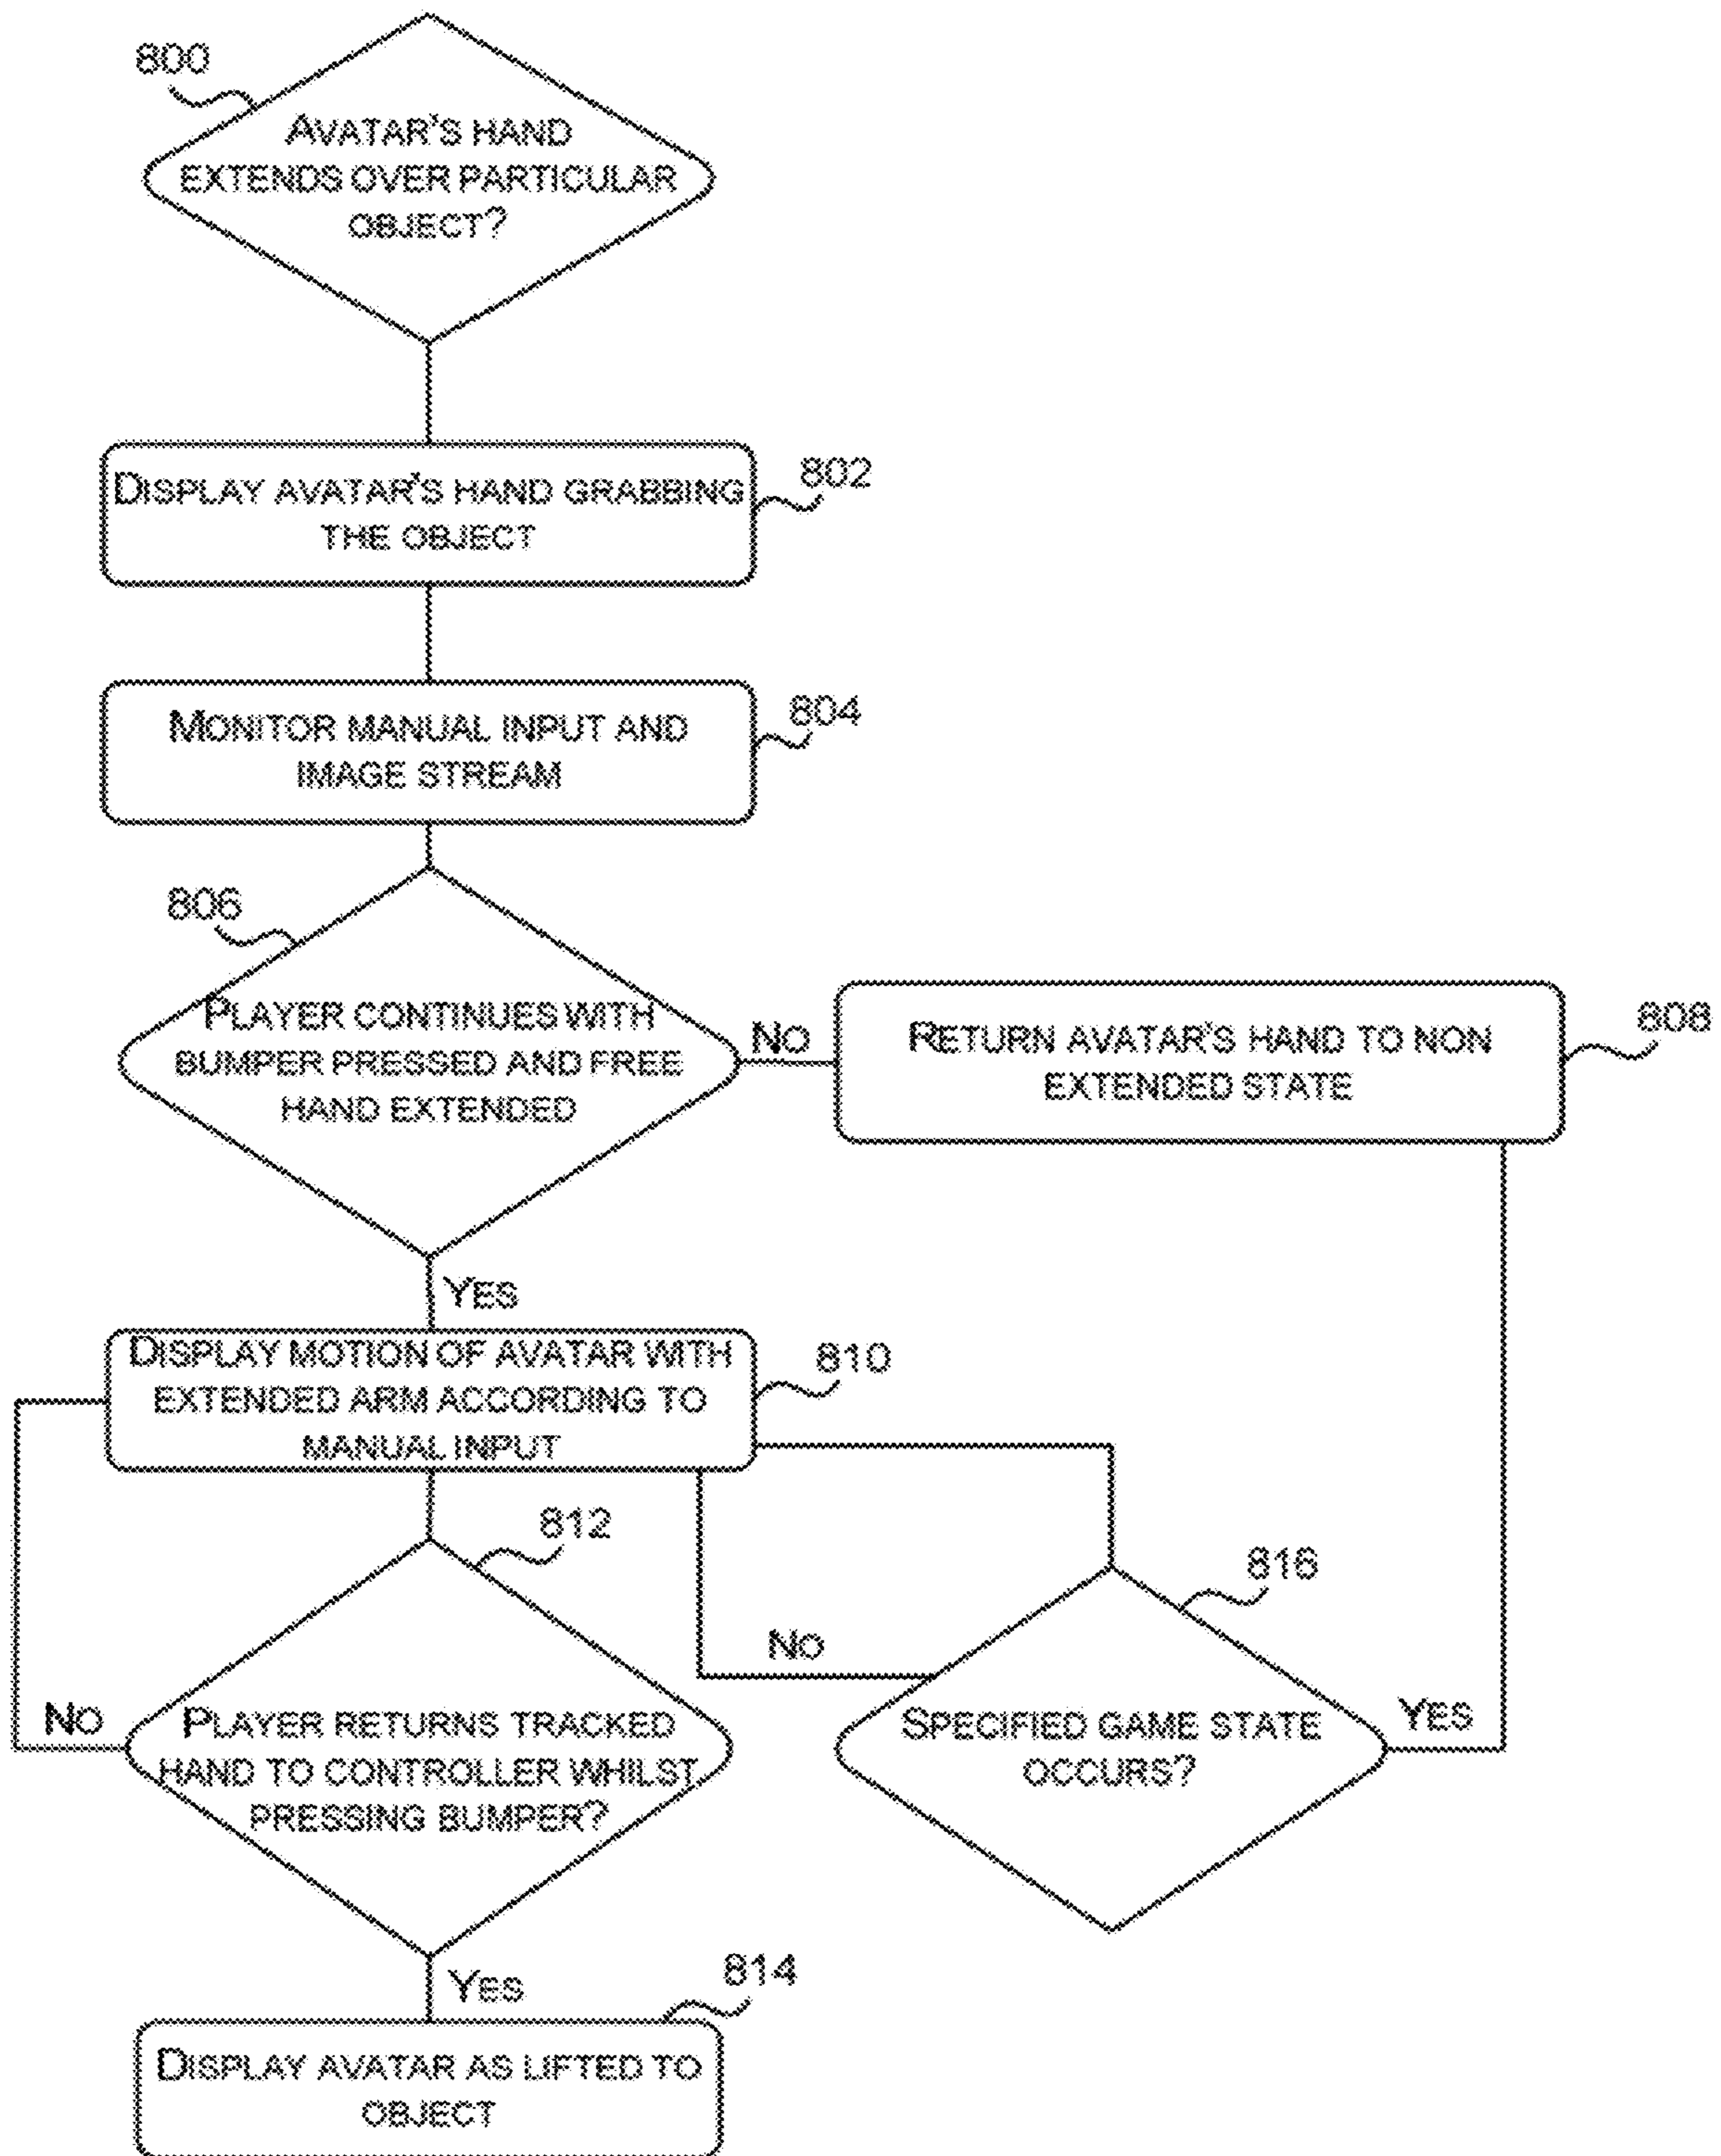 800
AVATAR'S HAND
EXTENDS OVER PARTICULAR
OBJECT?
802
DISPLAY AVATAR'S HAND GRABBING
THE OBJECT
804
MONITOR MANUAL INPUT AND
IMAGE STREAM
806
PLAYER CONTINUES WITH
BUMPER PRESSED AND FREE
HAND EXTENDED
NO
808
RETURN AVATAR'S HAND TO NON
EXTENDED STATE
YES
810
DISPLAY MOTION OF AVATAR WITH
EXTENDED ARM ACCORDING TO
MANUAL INPUT
812
NO
PLAYER RETURNS TRACKED
HAND TO CONTROLLER WHILST
PRESSING BUMPER?
816
NO
SPECIFIED GAME STATE
OCCURS?
YES
YES
814
DISPLAY AVATAR AS LIFTED TO
OBJECT